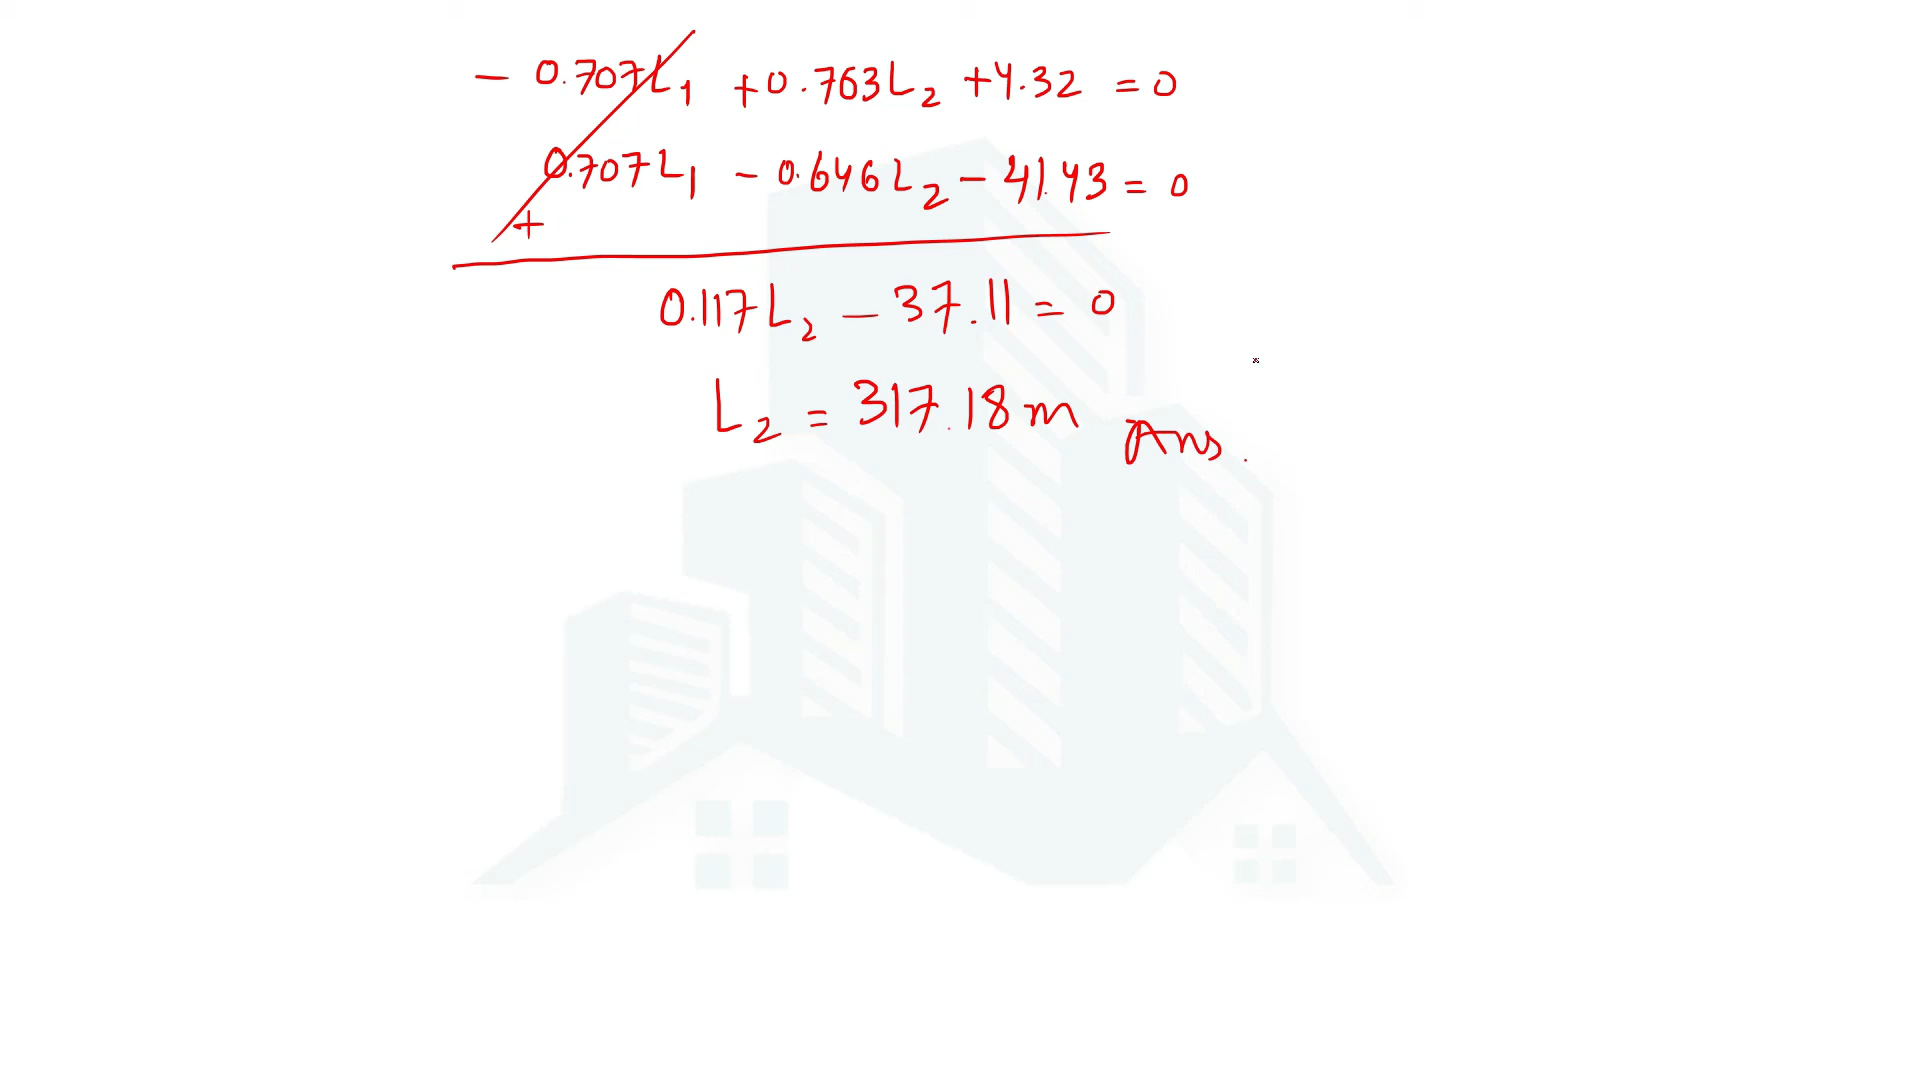 - 0.707L₁ +0.763L₂ +4.32 = 0
0.707L₁ - 0.646L₂ - 41.43 = 0
+
0.117L₂ - 37.11 = 0
L₂ = 317.18m Ans.